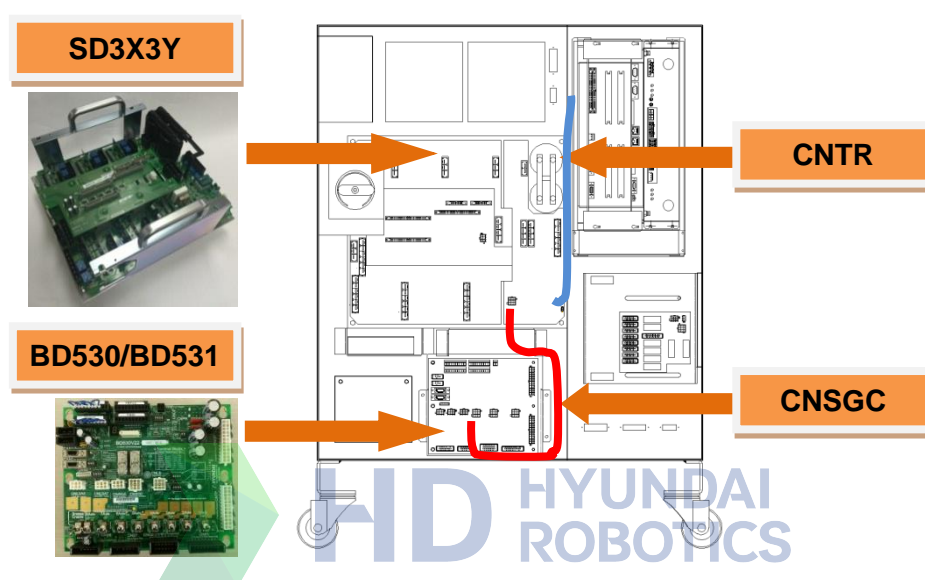 SD3X3Y
CNTR
BD530/BD531
CNSGC
HD HYUNDAI
ROBOTICS